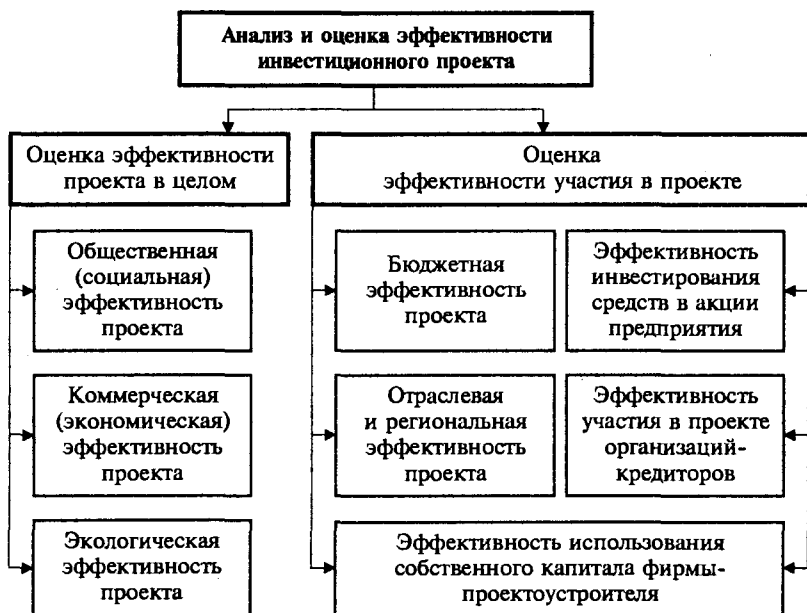 Анализ и оценка эффективности
инвестиционного проекта
Оценка эффективности
проекта в целом
Оценка
эффективности участия в проекте
Общественная
(социальная)
эффективность
проекта
Бюджетная
эффективность
проекта
Эффективность
инвестирования
средств в акции
предприятия
Коммерческая
(экономическая)
эффективность
проекта
Отраслевая
и региональная
эффективность
проекта
Эффективность
участия в проекте
организаций-
кредиторов
Экологическая
эффективность
проекта
Эффективность использования
собственного капитала фирмы-
проектоустроителя